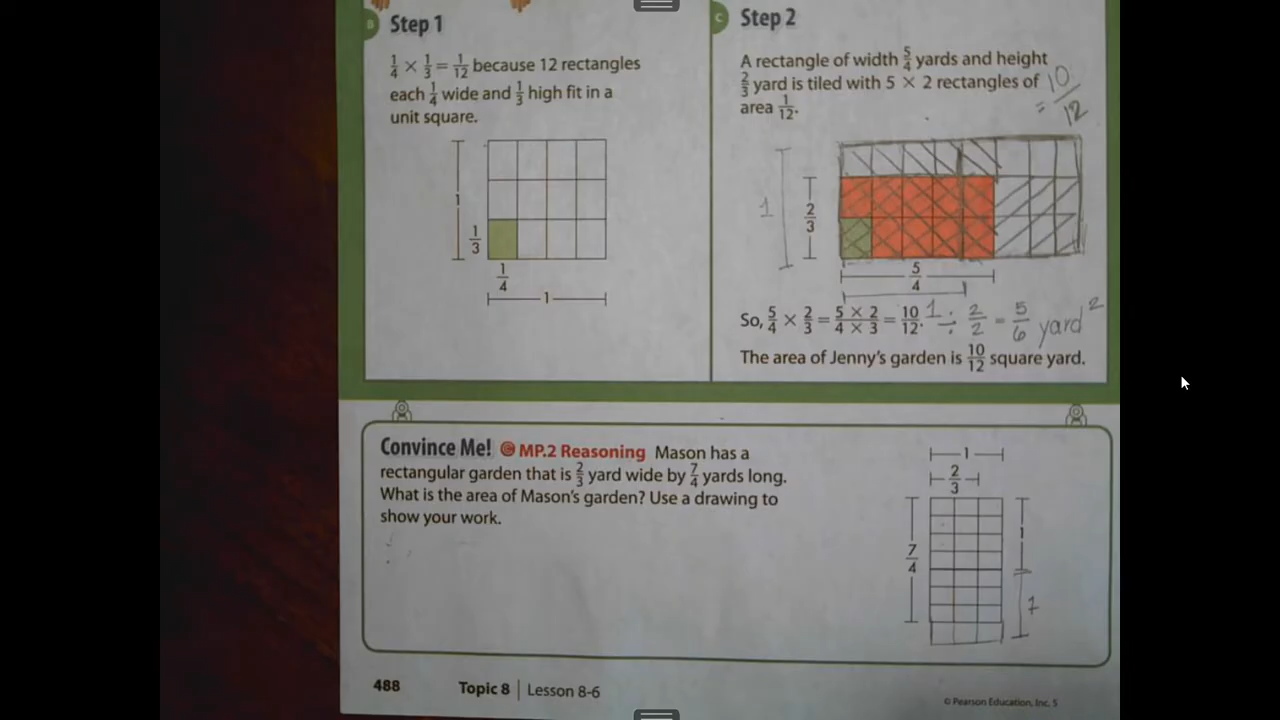 B Step 1
1/4 × 1/3 = 1/12 because 12 rectangles
each 1/4 wide and 1/3 high fit in a
unit square.
1
1/3
1/4
1
C Step 2
A rectangle of width 5/4 yards and height
2/3 yard is tiled with 5 × 2 rectangles of
area 1/12.
= 10/12
1
2/3
5/4
So, 5/4 × 2/3 = 5 × 2/4 × 3 = 10/12. 1 ÷ 2/2 = 5/6 yard²
The area of Jenny's garden is 10/12 square yard.
Convince Me! MP.2 Reasoning Mason has a
rectangular garden that is 2/3 yard wide by 7/4 yards long.
What is the area of Mason's garden? Use a drawing to
show your work.
1
2/3
7/4
1
1
488 Topic 8 | Lesson 8-6
© Pearson Education, Inc. 5